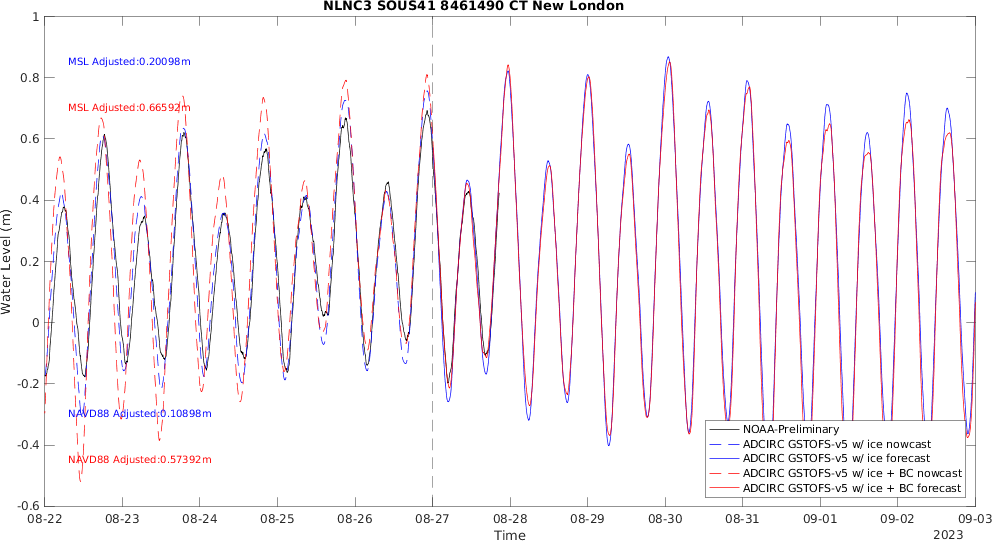 NLNC3 SOUS41 8461490 CT New London
1
0.8
0.6
0.4
0.2
0
-0.2
-0.4
-0.6
Water Level (m)
MSL Adjusted:0.20098m
MSL Adjusted:0.66592m
NAVD88 Adjusted:0.10898m
NAVD88 Adjusted:0.57392m
NOAA-Preliminary
ADCIRC GSTOFS-v5 w/ ice nowcast
ADCIRC GSTOFS-v5 w/ ice forecast
ADCIRC GSTOFS-v5 w/ ice + BC nowcast
ADCIRC GSTOFS-v5 w/ ice + BC forecast
08-22 08-23 08-24 08-25 08-26 08-27 08-28 08-29 08-30 08-31 09-01 09-02 09-03
Time
2023